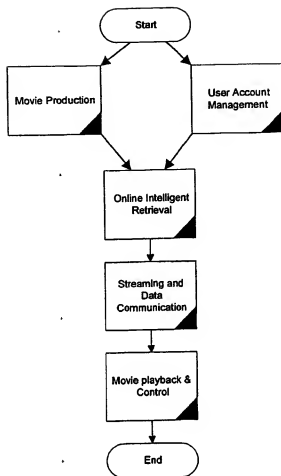 Start
Movie Production
User Account
Management
Online Intelligent
Retrieval
Streaming and
Data
Communication
Movie playback &
Control
End